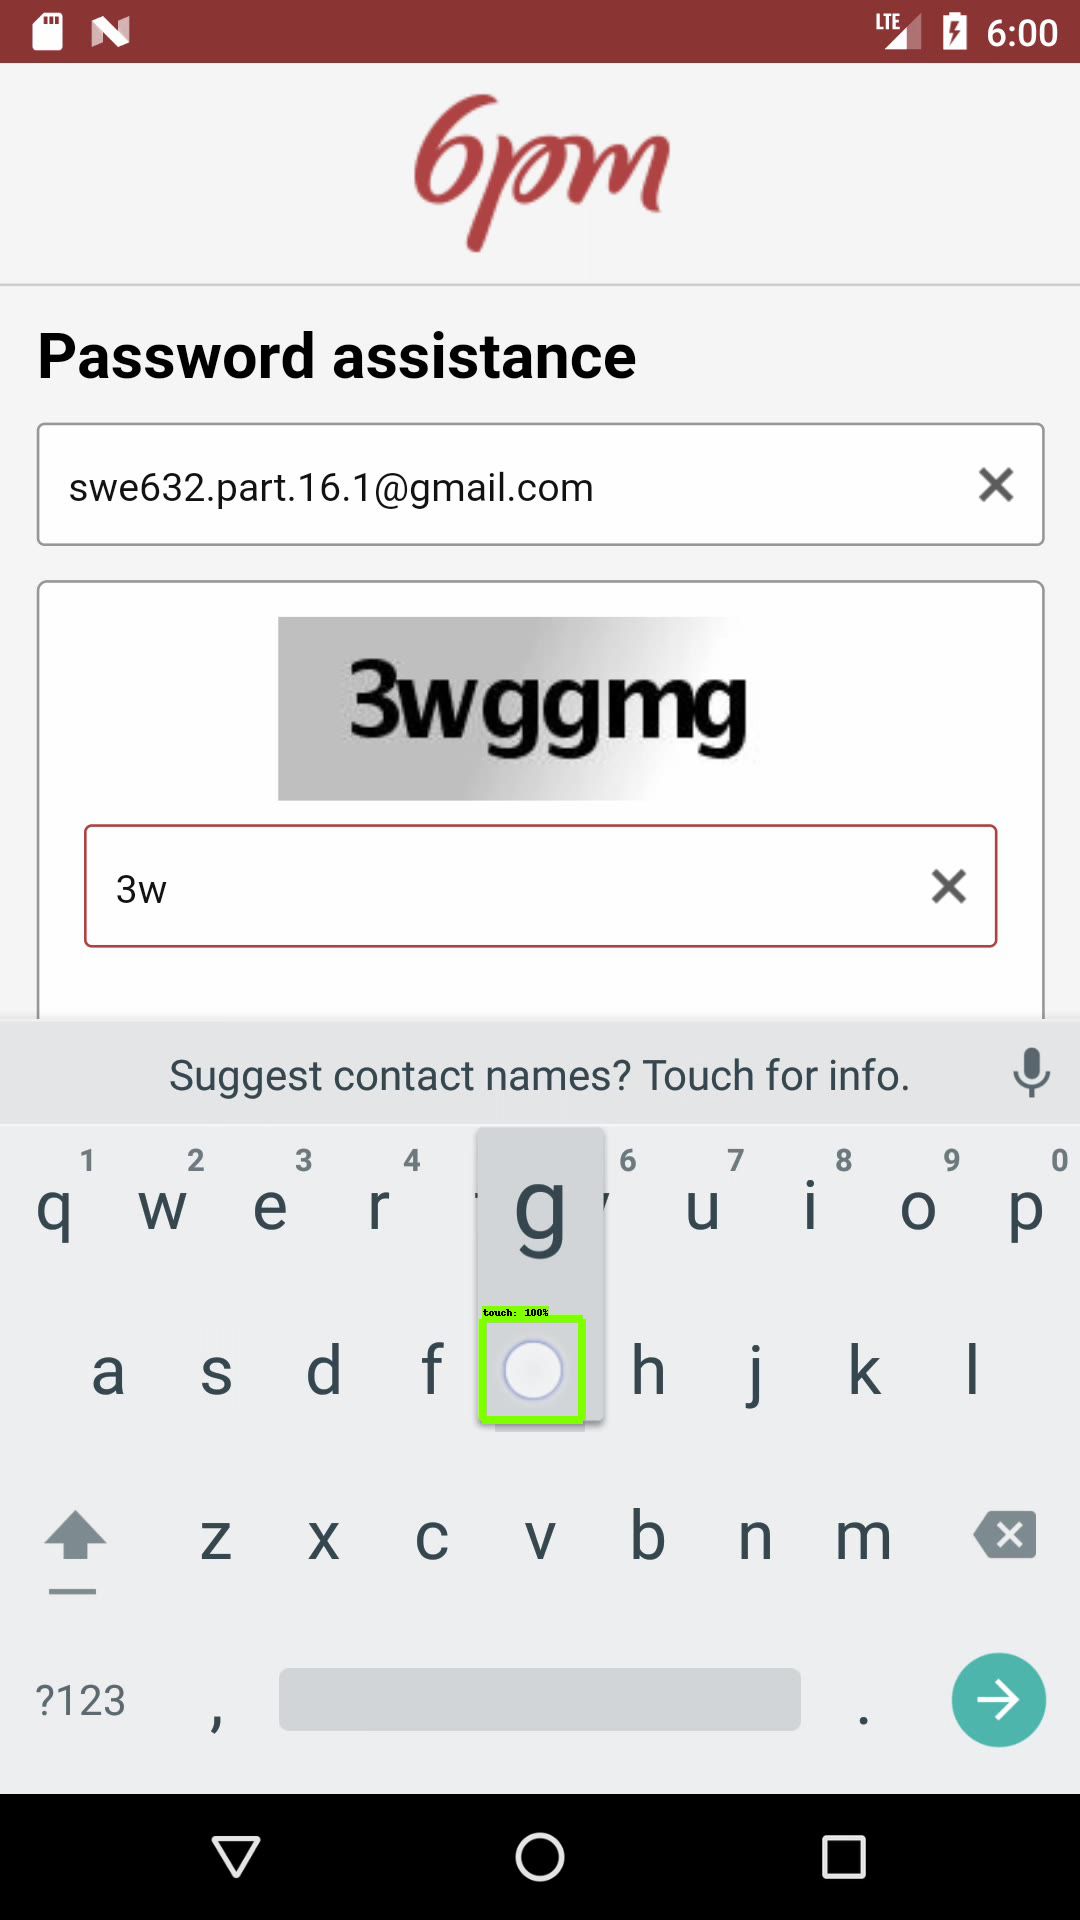 LTE 6:00
6pm
Password assistance
swe632.part.16.1@gmail.com
3wggmg
3w
Suggest contact names? Touch for info.
1 2 3 4 6 7 8 9 0
q w e r g u i o p
touch: 100%
a s d f h j k l
z x c v b n m
?123 , .